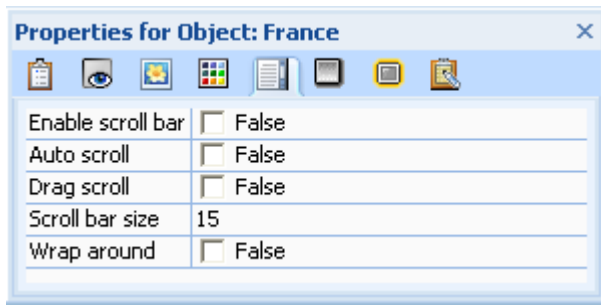 Properties for Object: France
Enable scroll bar False
Auto scroll False
Drag scroll False
Scroll bar size 15
Wrap around False